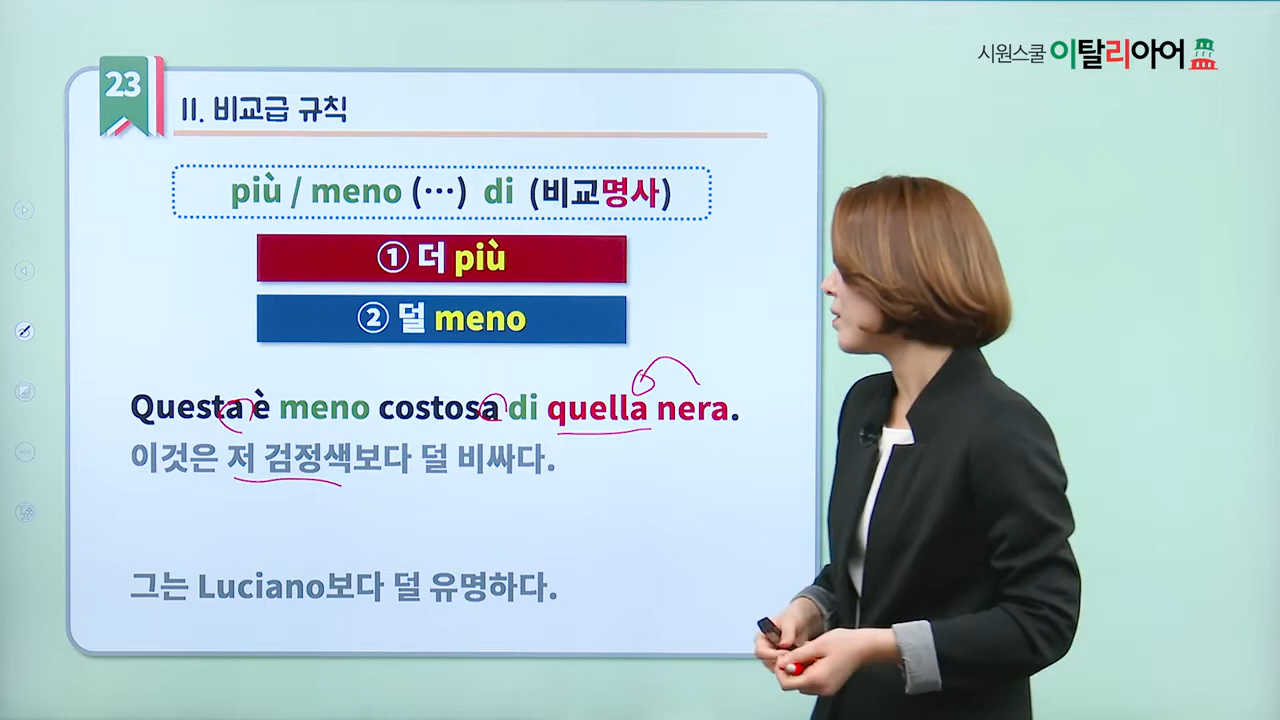 시원스쿨 이탈리아어
23
II. 비교급 규칙
più / meno (…) di (비교명사)
① 더 più
② 덜 meno
Questa è meno costosa di quella nera.
이것은 저 검정색보다 덜 비싸다.
그는 Luciano보다 덜 유명하다.